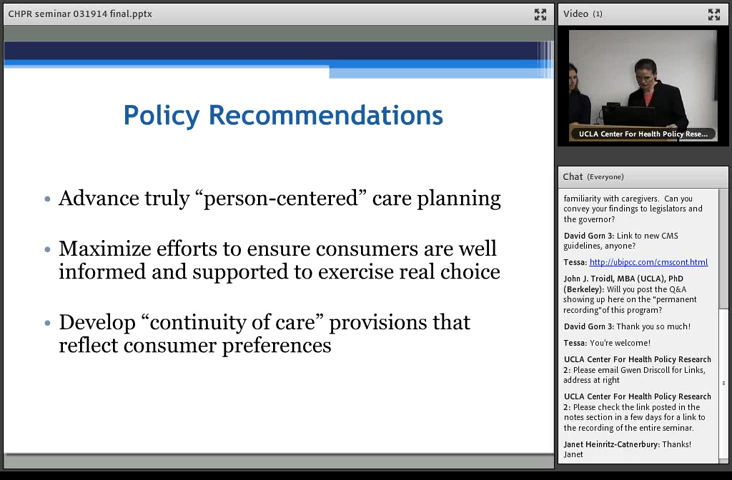 CHPR seminar 031914 final.pptx
Policy Recommendations
• Advance truly “person-centered” care planning
• Maximize efforts to ensure consumers are well
informed and supported to exercise real choice
• Develop “continuity of care” provisions that
reflect consumer preferences
Video (1)
UCLA Center For Health Policy Rese...
Chat (Everyone)
familiarity with caregivers. Can you
convey your findings to legislators and
the governor?
David Gorn 3: Link to new CMS
guidelines, anyone?
Tessa: http://ubipcc.com/cmscont.html
John J. Troidl, MBA (UCLA), PhD
(Berkeley): Will you post the Q&A
showing up here on the "permanent
recording"of this program?
David Gorn 3: Thank you so much!
Tessa: You're welcome!
UCLA Center For Health Policy Research
2: Please email Gwen Driscoll for Links,
address at right
UCLA Center For Health Policy Research
2: Please check the link posted in the
notes section in a few days for a link to
the recording of the entire seminar.
Janet Heinritz-Catnerbury: Thanks!
Janet